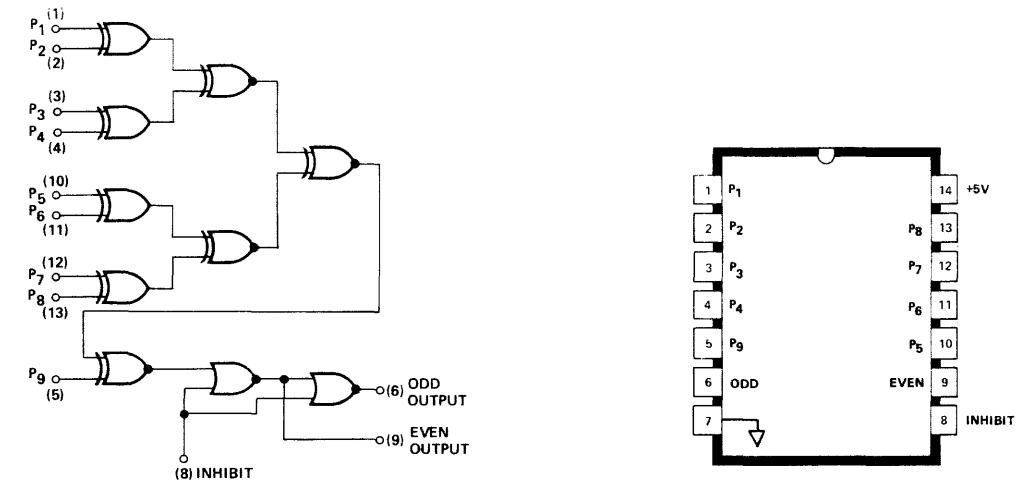 (1)
P1
P2
(2)
(3)
P3
P4
(4)
(10)
P5
P6
(11)
(12)
P7
P8
(13)
P9
(5)
(6) ODD
OUTPUT
(9) EVEN
OUTPUT
(8) INHIBIT
1 P1
2 P2
3 P3
4 P4
5 P9
6 ODD
7
14 +5V
P8 13
P7 12
P6 11
P5 10
EVEN 9
8 INHIBIT